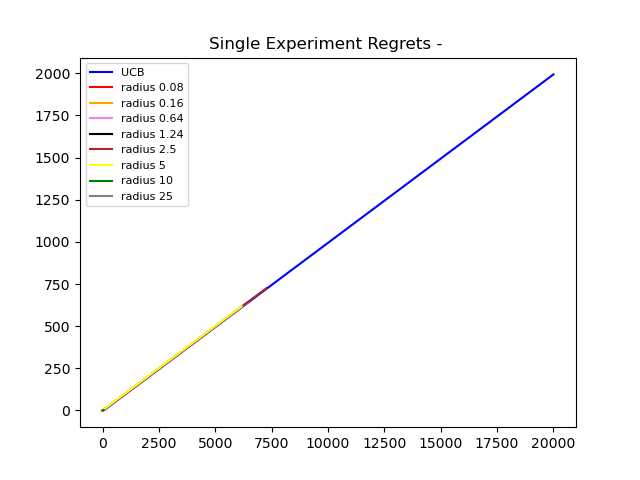 Single Experiment Regrets -
2000
1750
1500
1250
1000
750
500
250
0
UCB
radius 0.08
radius 0.16
radius 0.64
radius 1.24
radius 2.5
radius 5
radius 10
radius 25
0 2500 5000 7500 10000 12500 15000 17500 20000